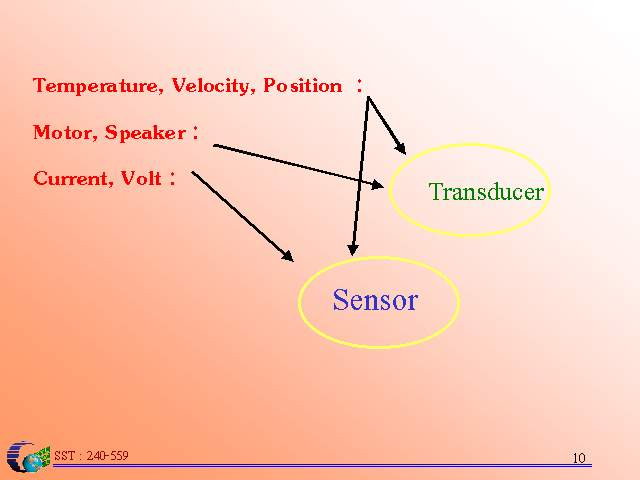 Temperature, Velocity, Position :
Motor, Speaker :
Current, Volt :
Transducer
Sensor
SST : 240-559
10